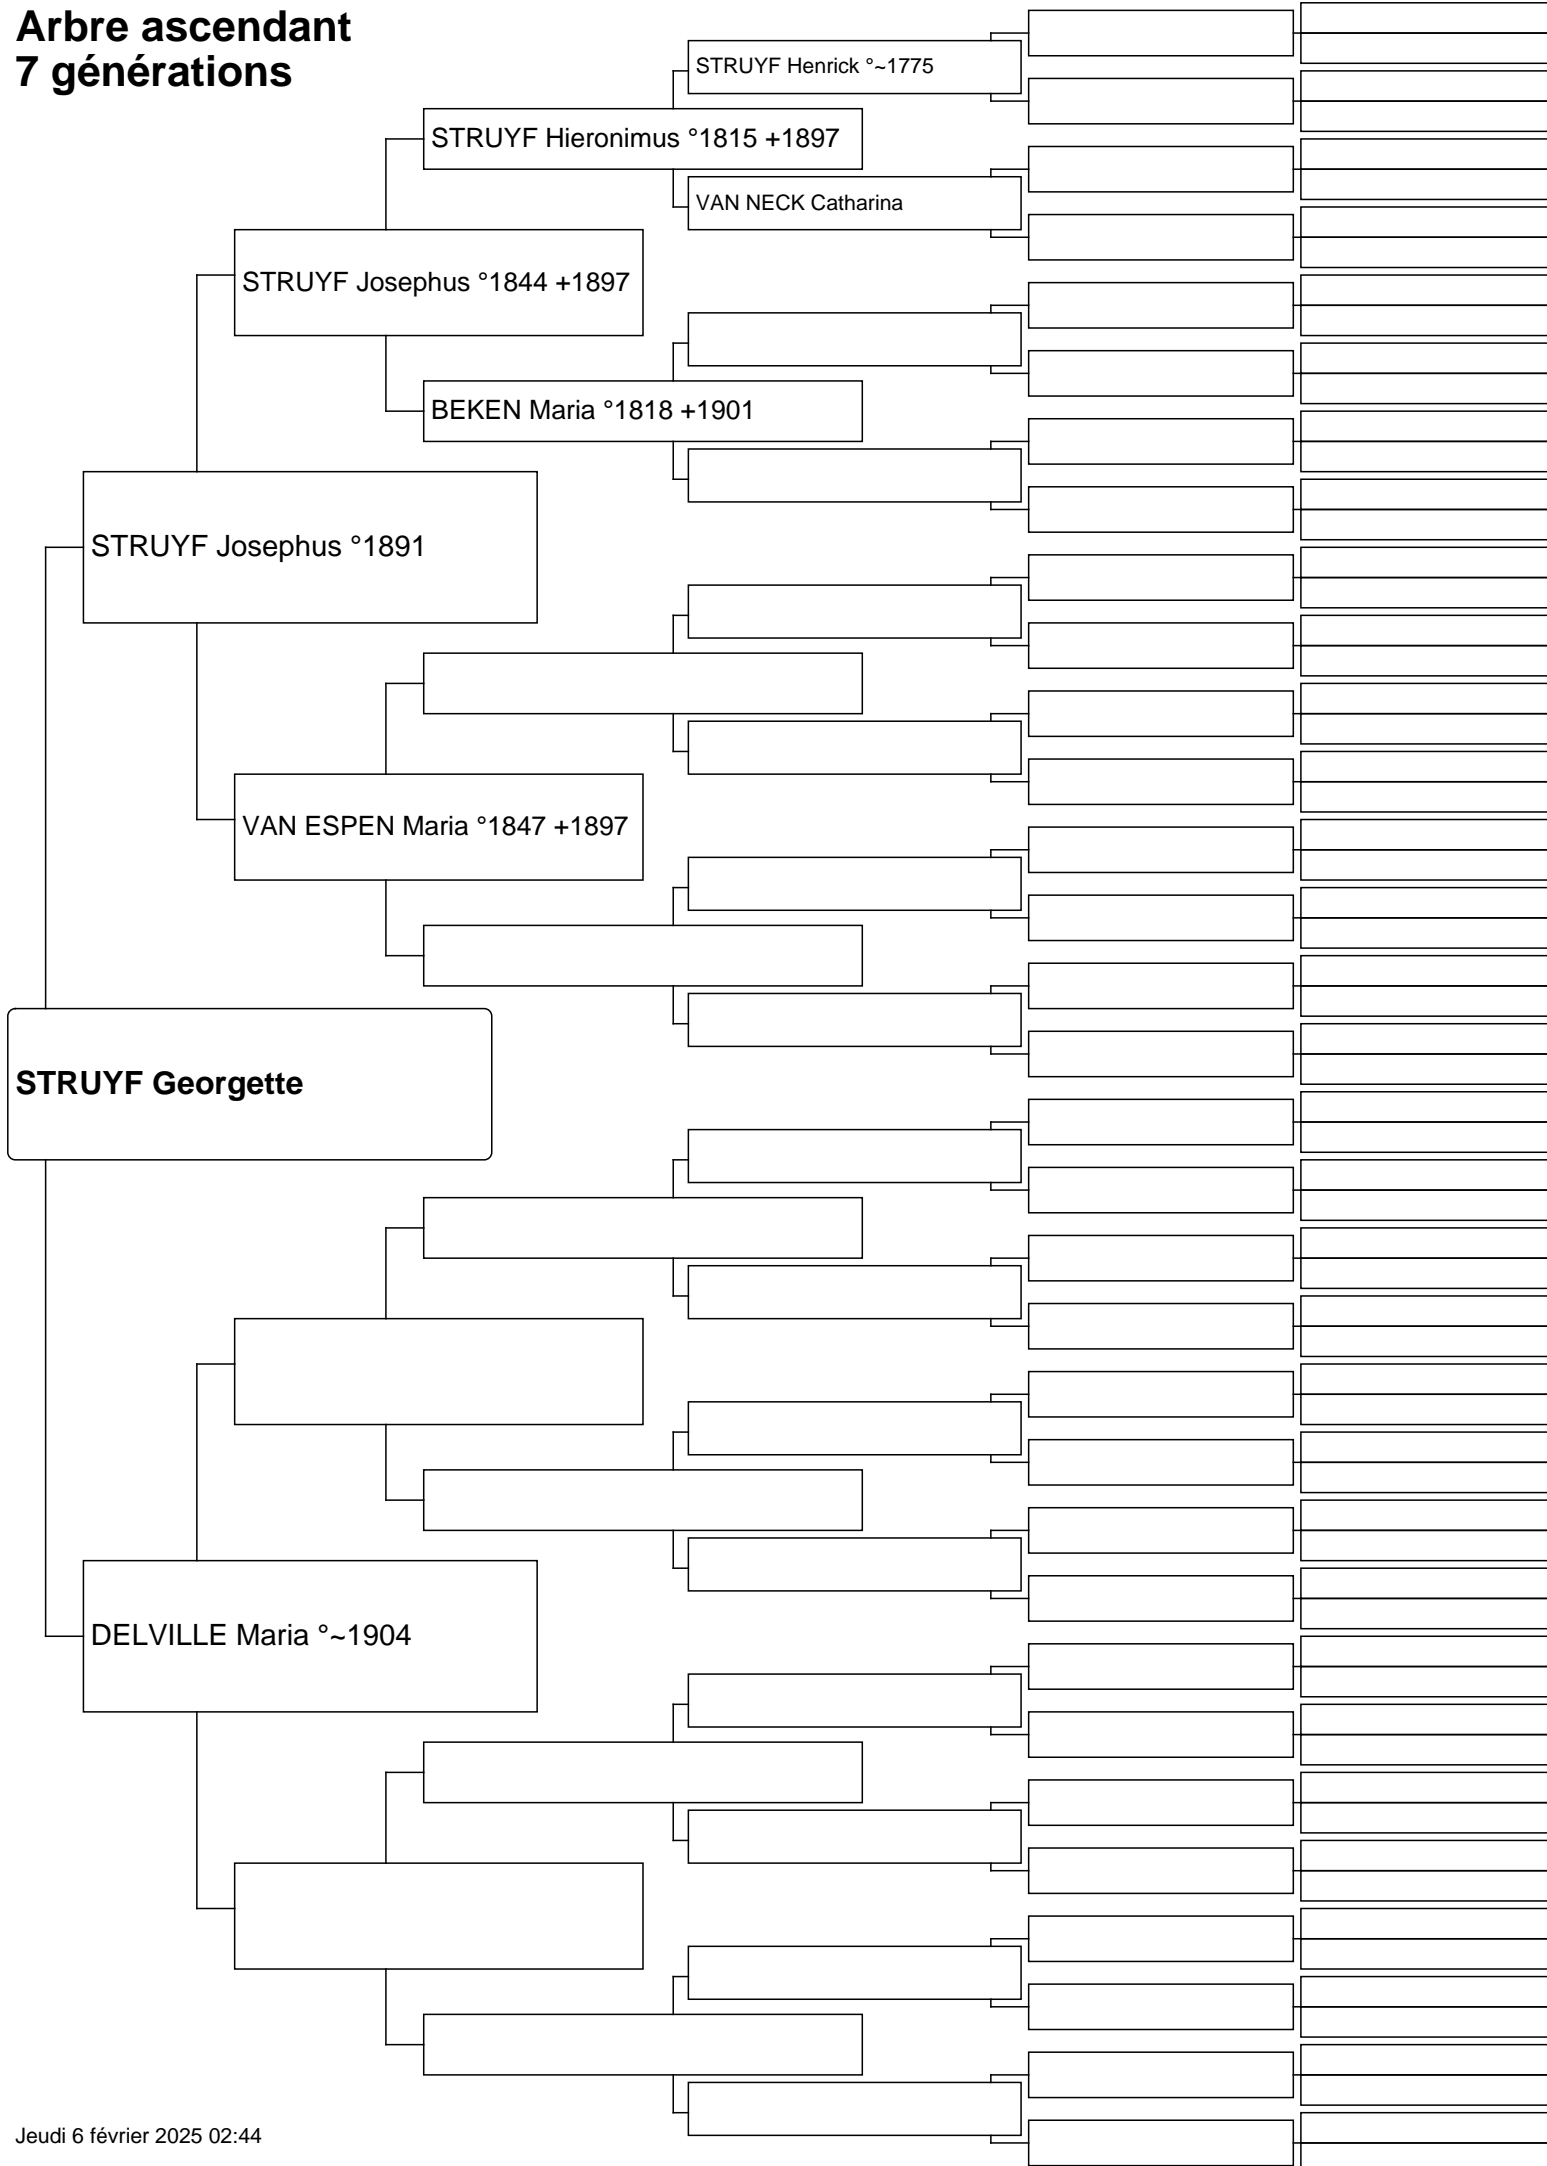 Arbre ascendant
7 générations
STRUYF Henrick °~1775
STRUYF Hieronimus °1815 +1897
VAN NECK Catharina
STRUYF Josephus °1844 +1897
BEKEN Maria °1818 +1901
STRUYF Josephus °1891
VAN ESPEN Maria °1847 +1897
STRUYF Georgette
DELVILLE Maria °~1904
Jeudi 6 février 2025 02:44